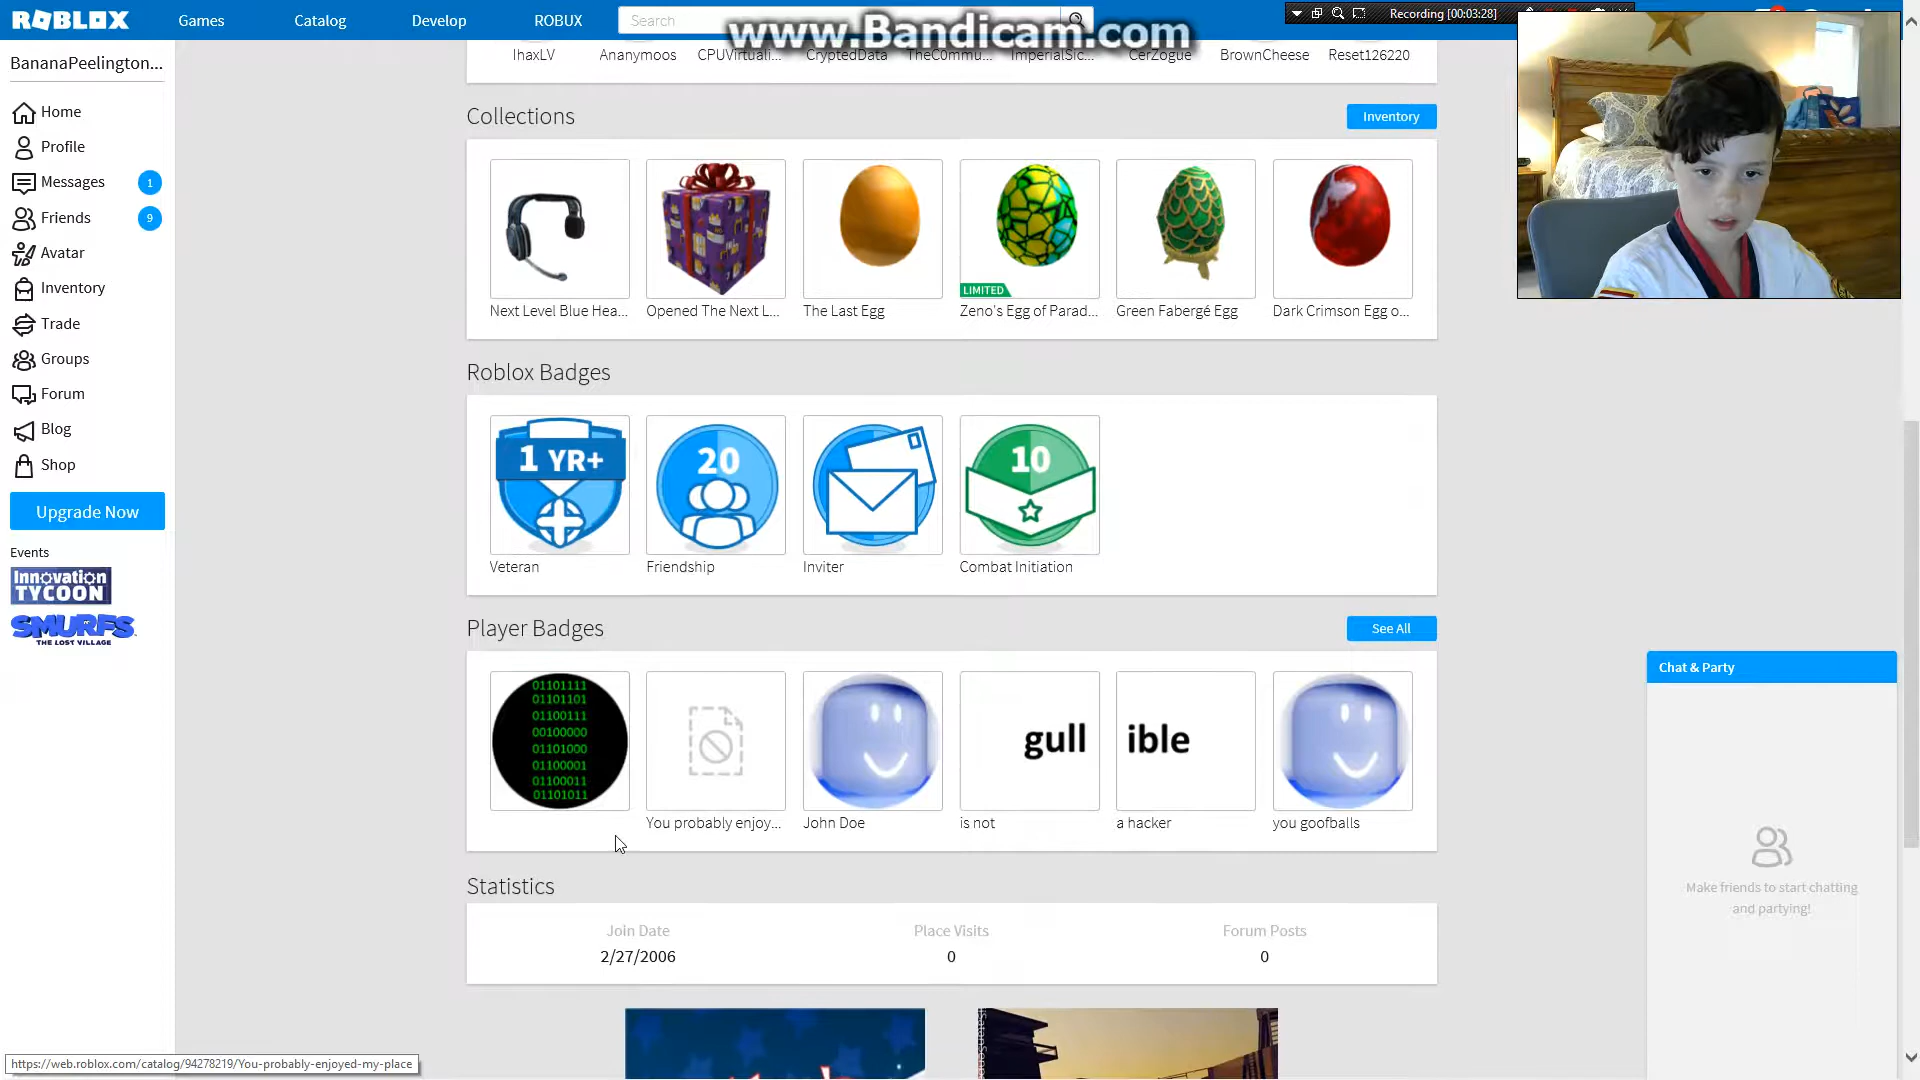 ROBLOX Games Catalog Develop ROBUX Search
www.Bandicam.com
Recording [00:03:28]
BananaPeelington...
Home
Profile
Messages 1
Friends 9
Avatar
Inventory
Trade
Groups
Forum
Blog
Shop
Upgrade Now
Events
Innovation
TYCOON
SMURFS
THE LOST VILLAGE
IhaxLV Ananymoos CPUVirtuali... CryptedData TheC0mmu... ImperialSic... CerZogue BrownCheese Reset126220
Collections Inventory
LIMITED
Next Level Blue Hea... Opened The Next L... The Last Egg Zeno's Egg of Parad... Green Fabergé Egg Dark Crimson Egg o...
Roblox Badges
1 YR+ 20 10
Veteran Friendship Inviter Combat Initiation
Player Badges See All
01101111
01101101
01100111
00100000
01101000
01100001
01100011
01101011
gull ible
You probably enjoy... John Doe is not a hacker you goofballs
Statistics
Join Date Place Visits Forum Posts
2/27/2006 0 0
Chat & Party
Make friends to start chatting
and partying!
https://web.roblox.com/catalog/94278219/You-probably-enjoyed-my-place